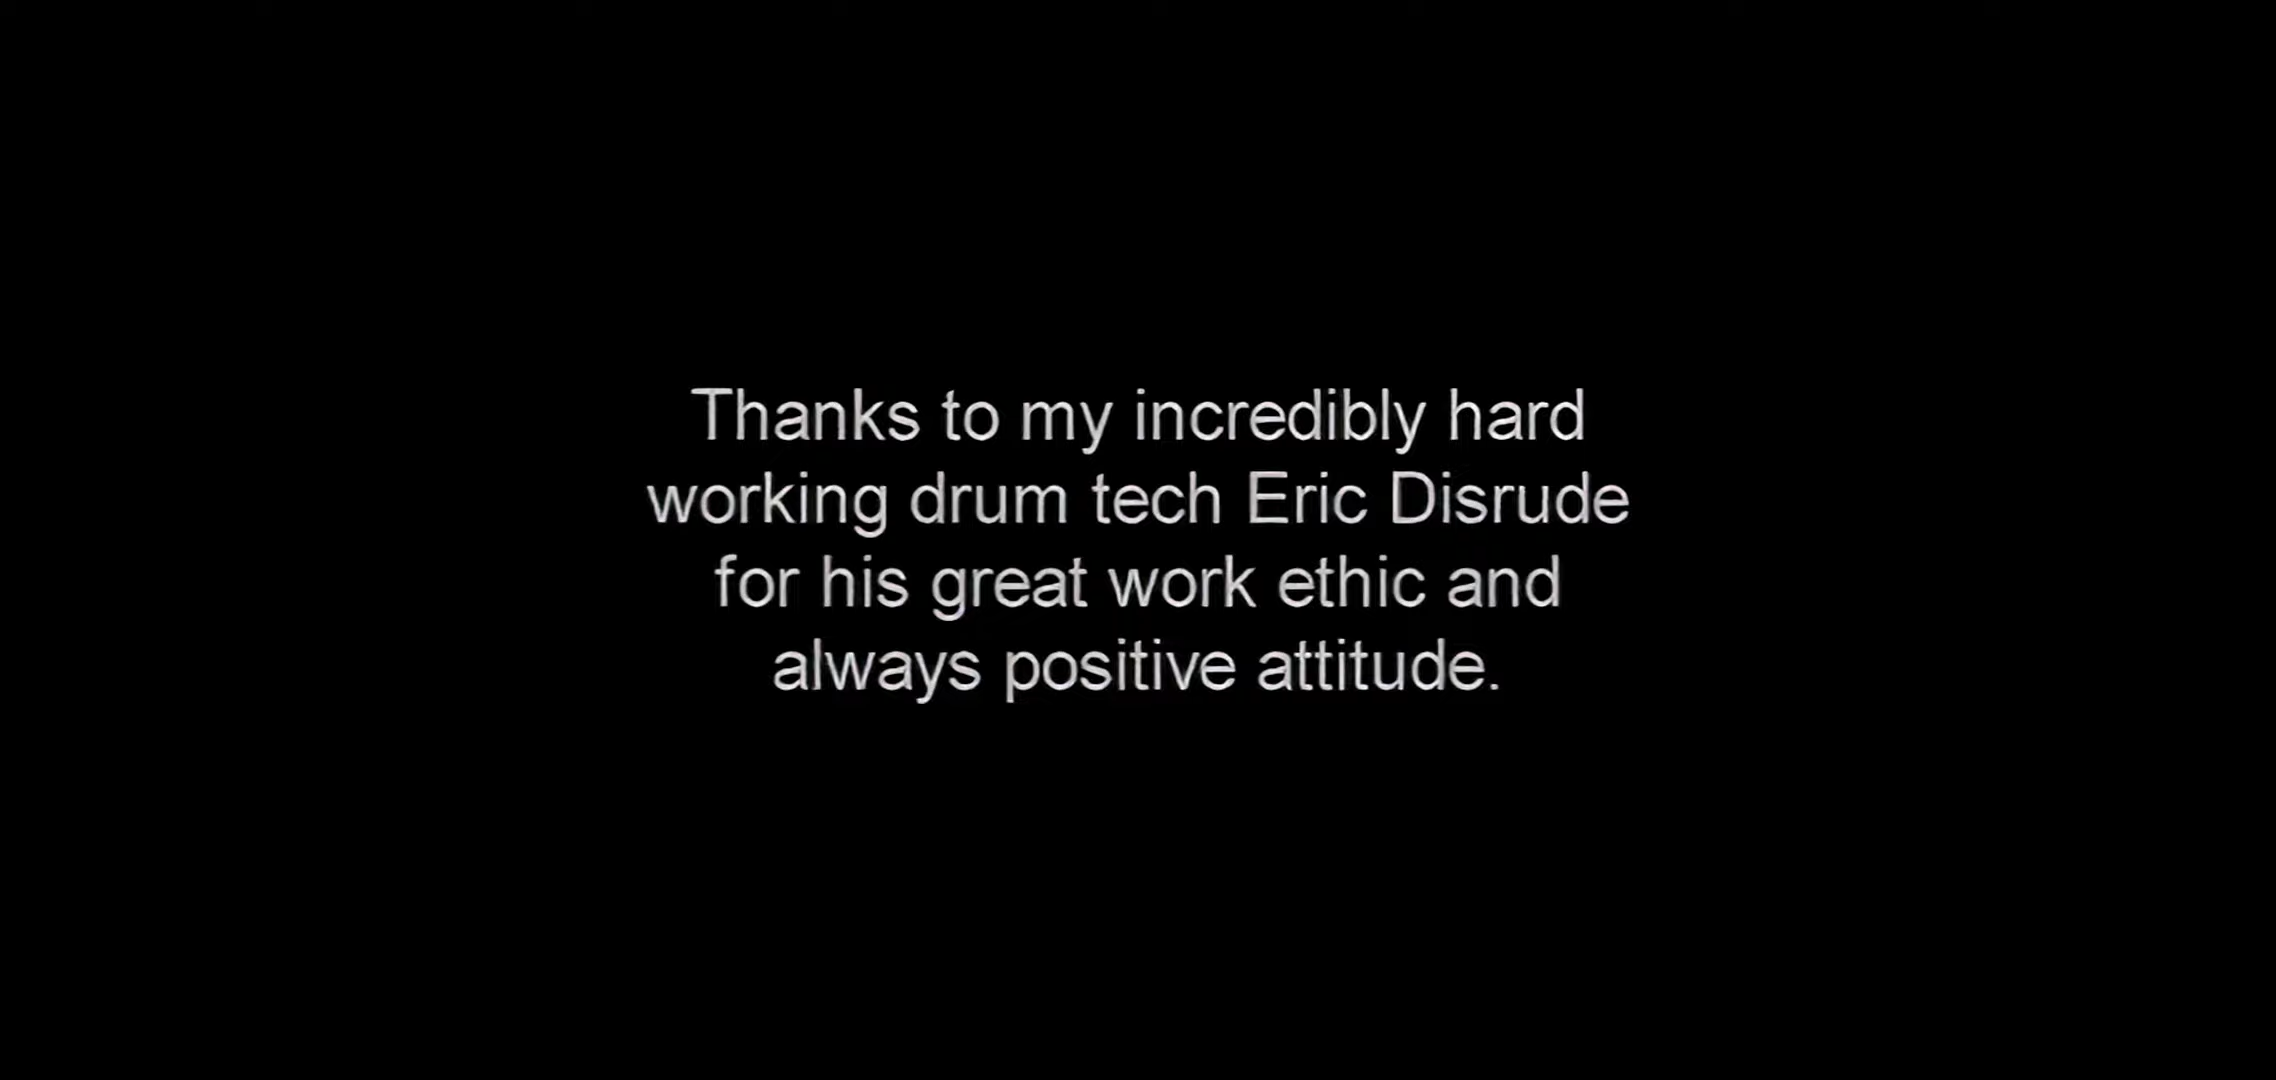 Thanks to my incredibly hard
working drum tech Eric Disrude
for his great work ethic and
always positive attitude.